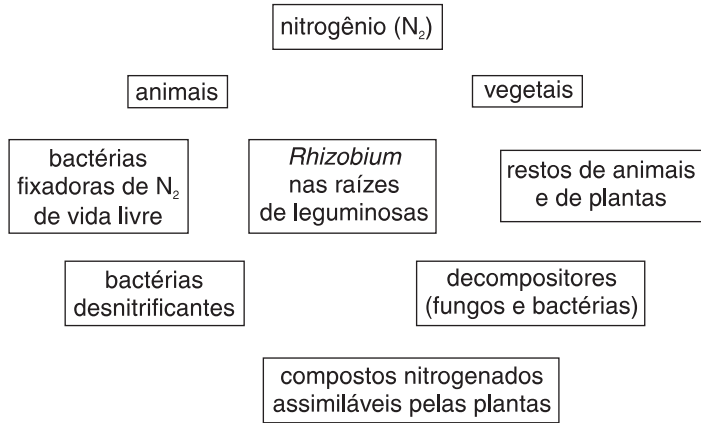 nitrogênio (N₂)
animais
vegetais
bactérias
fixadoras de N₂
de vida livre
Rhizobium
nas raízes
de leguminosas
restos de animais
e de plantas
bactérias
desnitrificantes
decompositores
(fungos e bactérias)
compostos nitrogenados
assimiláveis pelas plantas